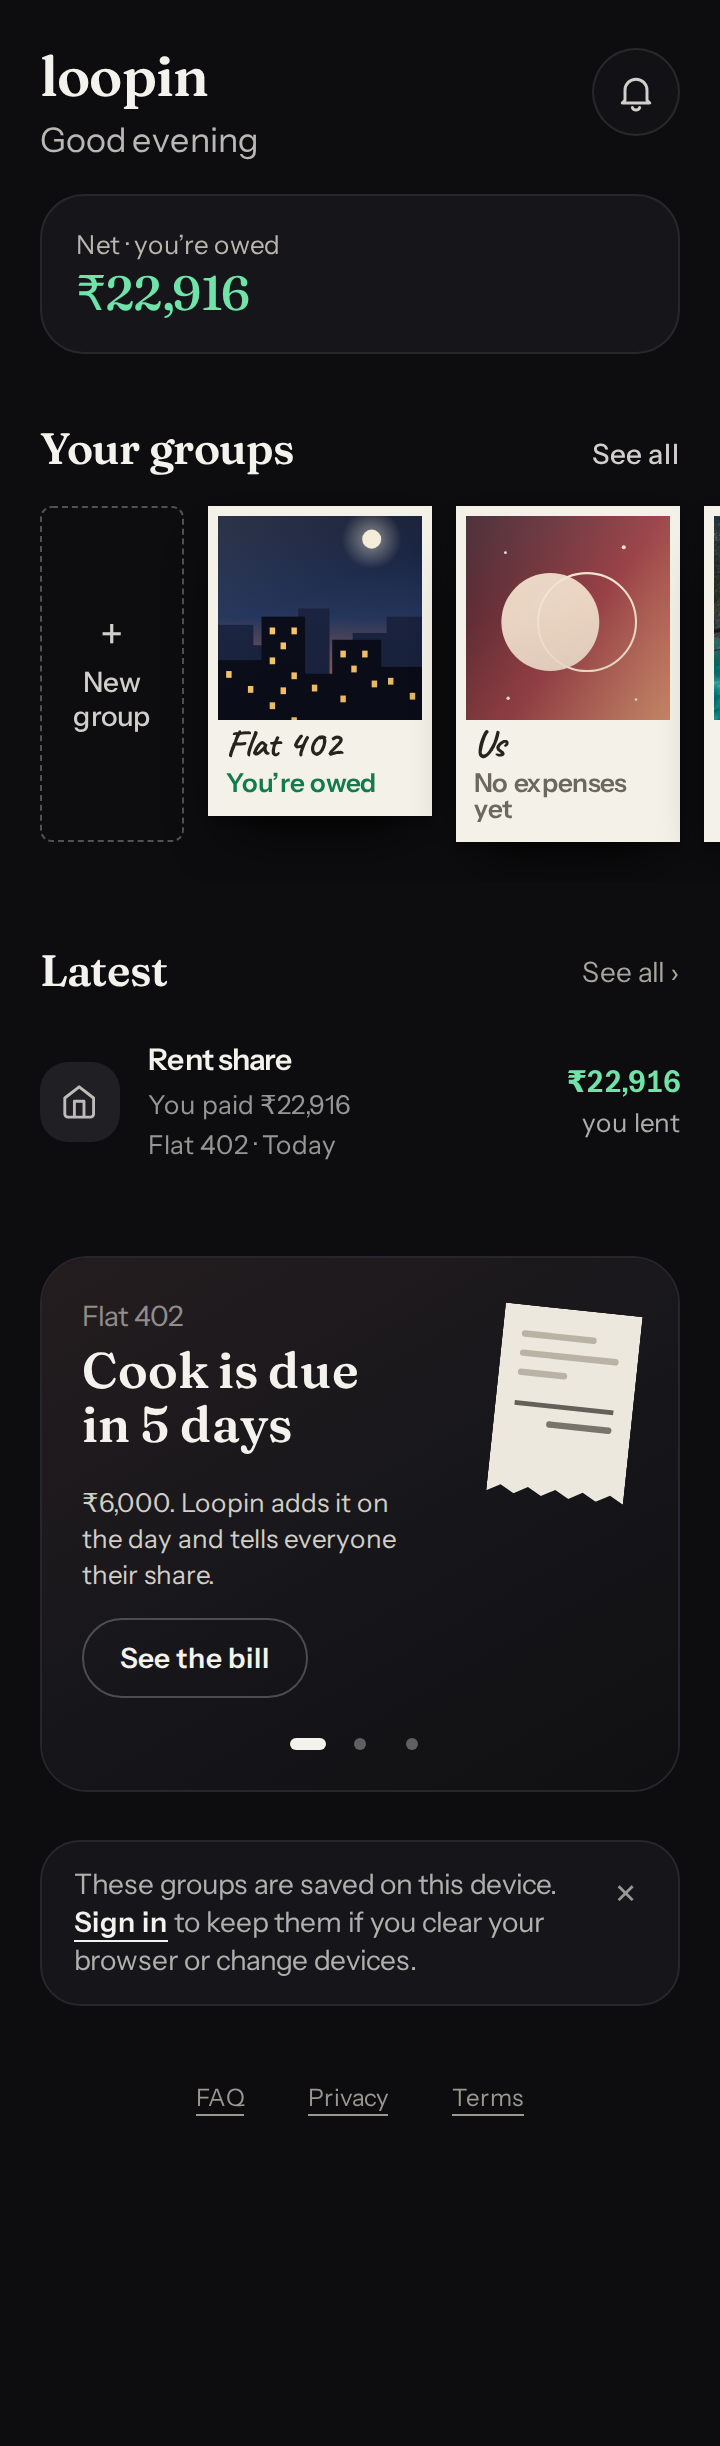 loopin
Good evening
Net · you’re owed
₹22,916
Your groups
See all
+
New
group
Flat 402
You’re owed
Us
No expenses
yet
Latest
See all ›
Rent share
You paid ₹22,916
Flat 402 · Today
₹22,916
you lent
Flat 402
Cook is due
in 5 days
₹6,000. Loopin adds it on
the day and tells everyone
their share.
See the bill
These groups are saved on this device.
Sign in to keep them if you clear your
browser or change devices.
FAQ
Privacy
Terms